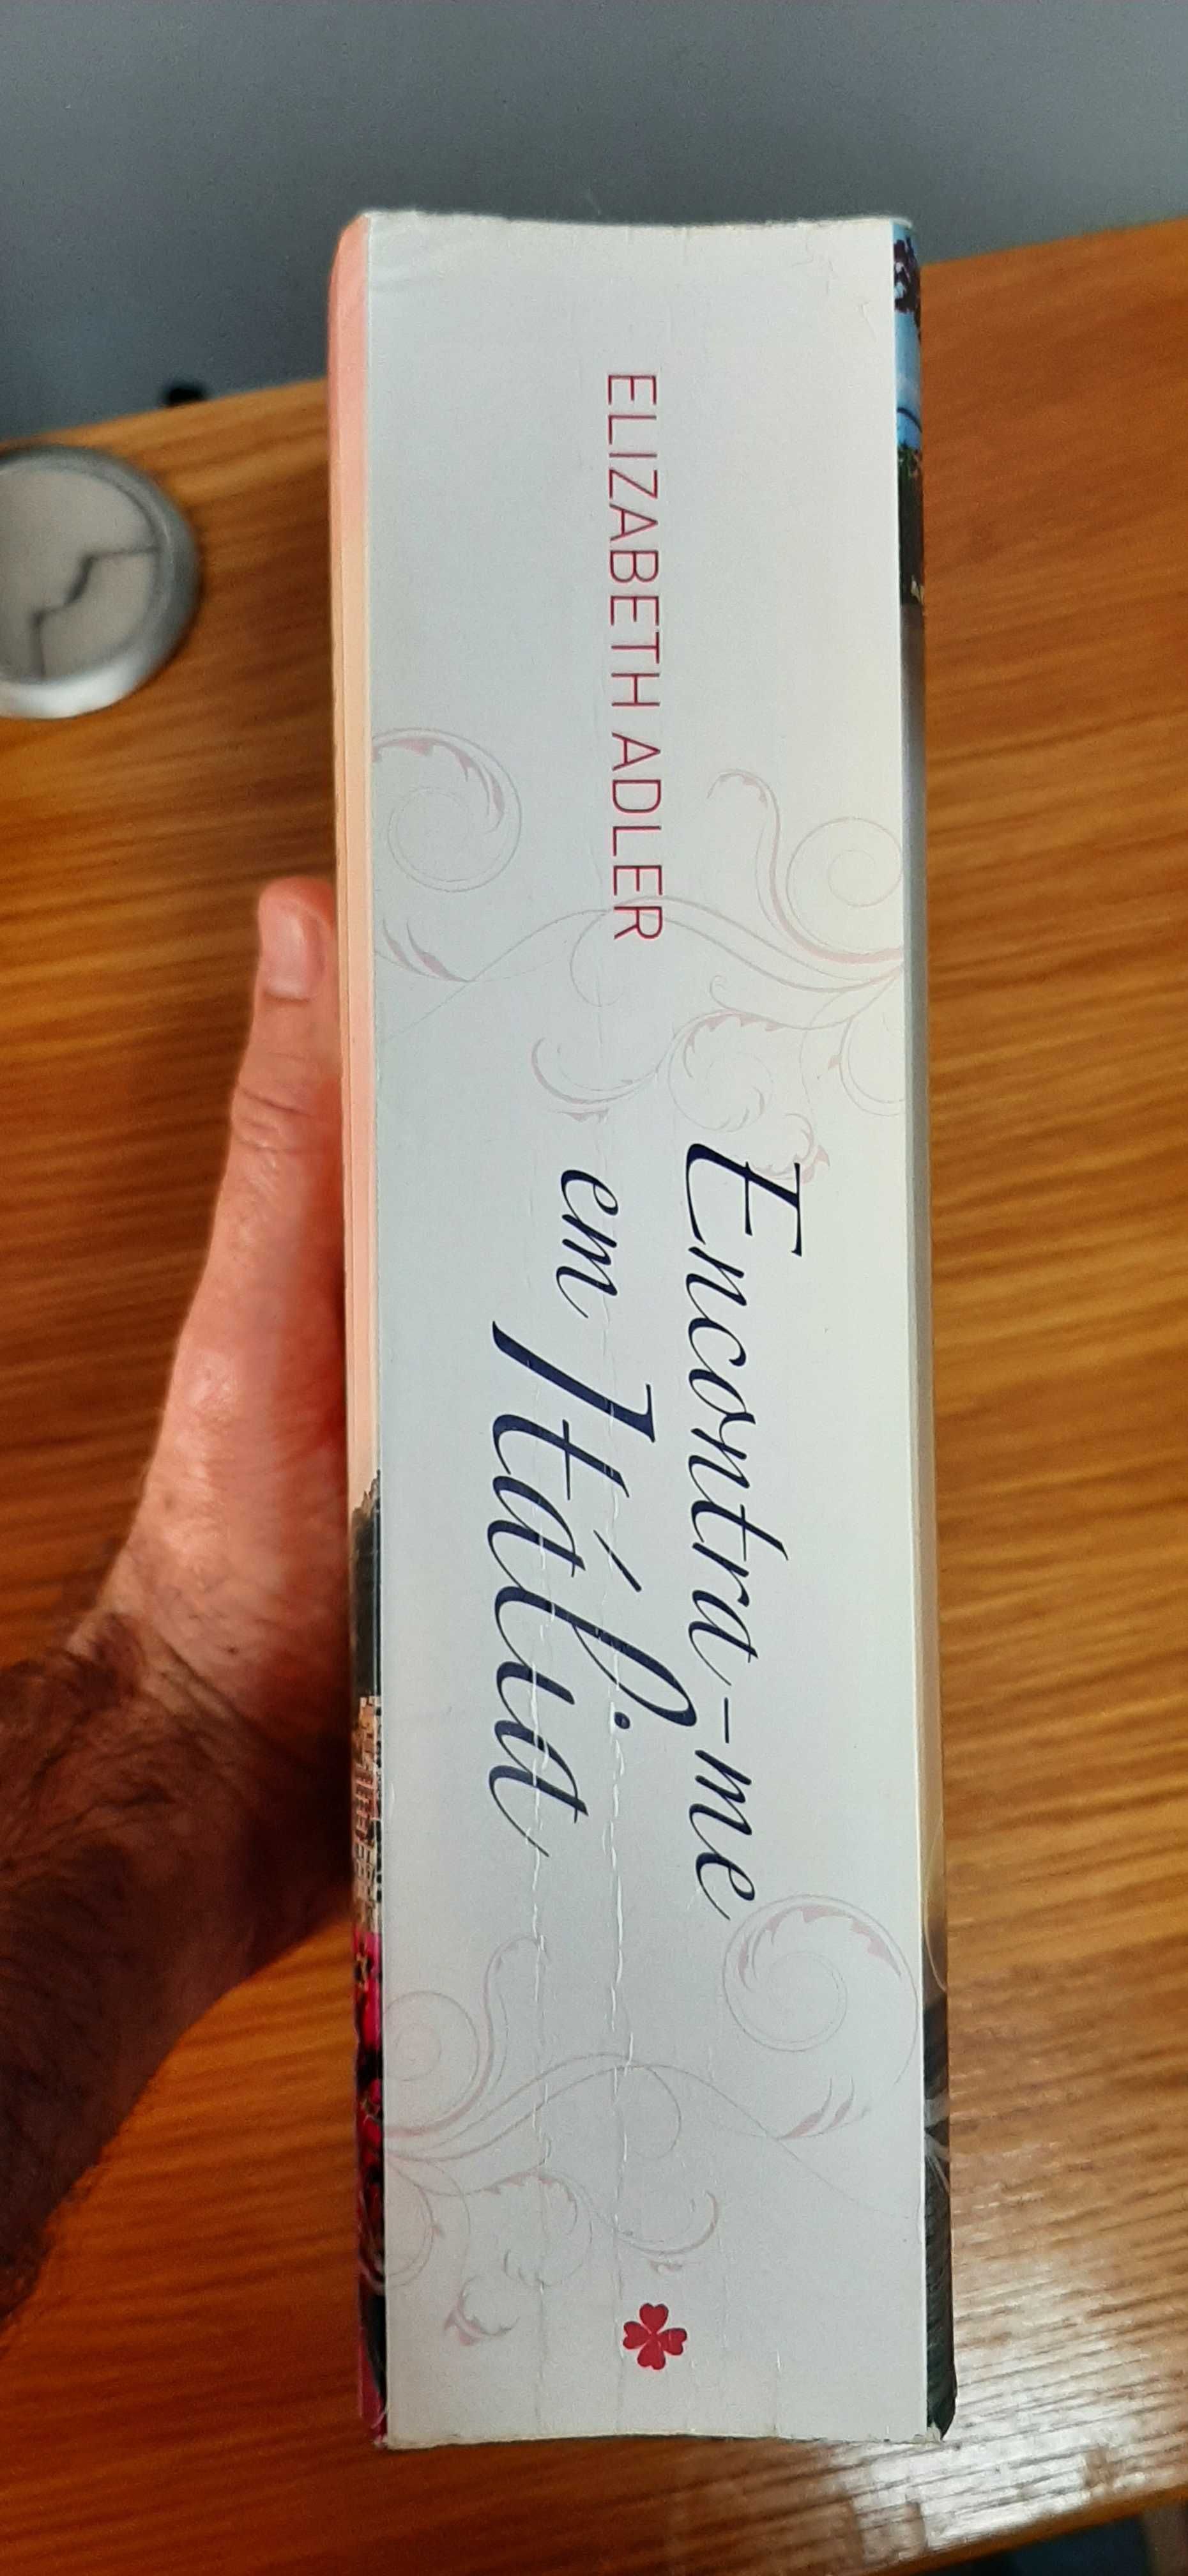 ELIZABETH ADLER
Encontra-me
em Itália